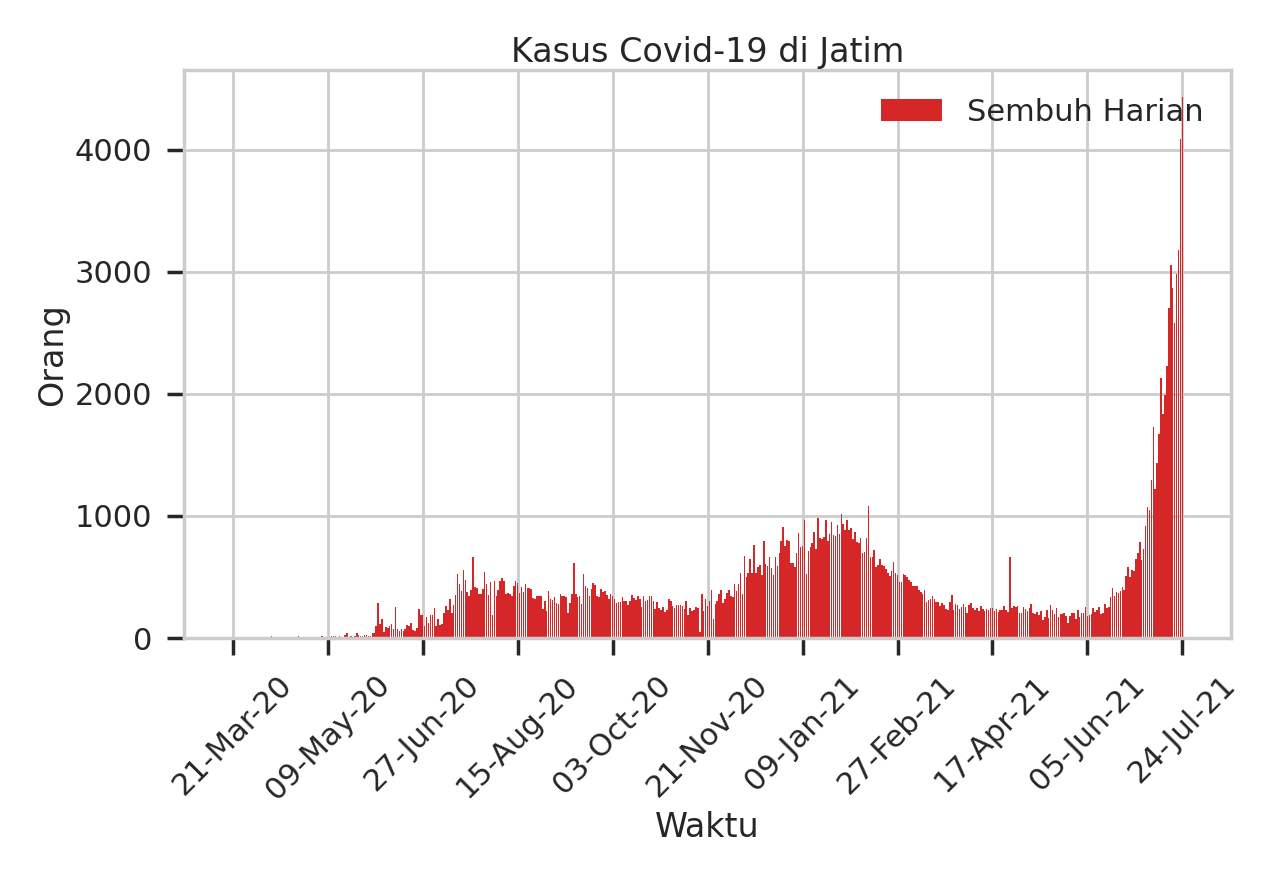 Kasus Covid-19 di Jatim
Sembuh Harian
Orang
4000
3000
2000
1000
0
21-Mar-20
09-May-20
27-Jun-20
15-Aug-20
03-Oct-20
21-Nov-20
09-Jan-21
27-Feb-21
17-Apr-21
05-Jun-21
24-Jul-21
Waktu